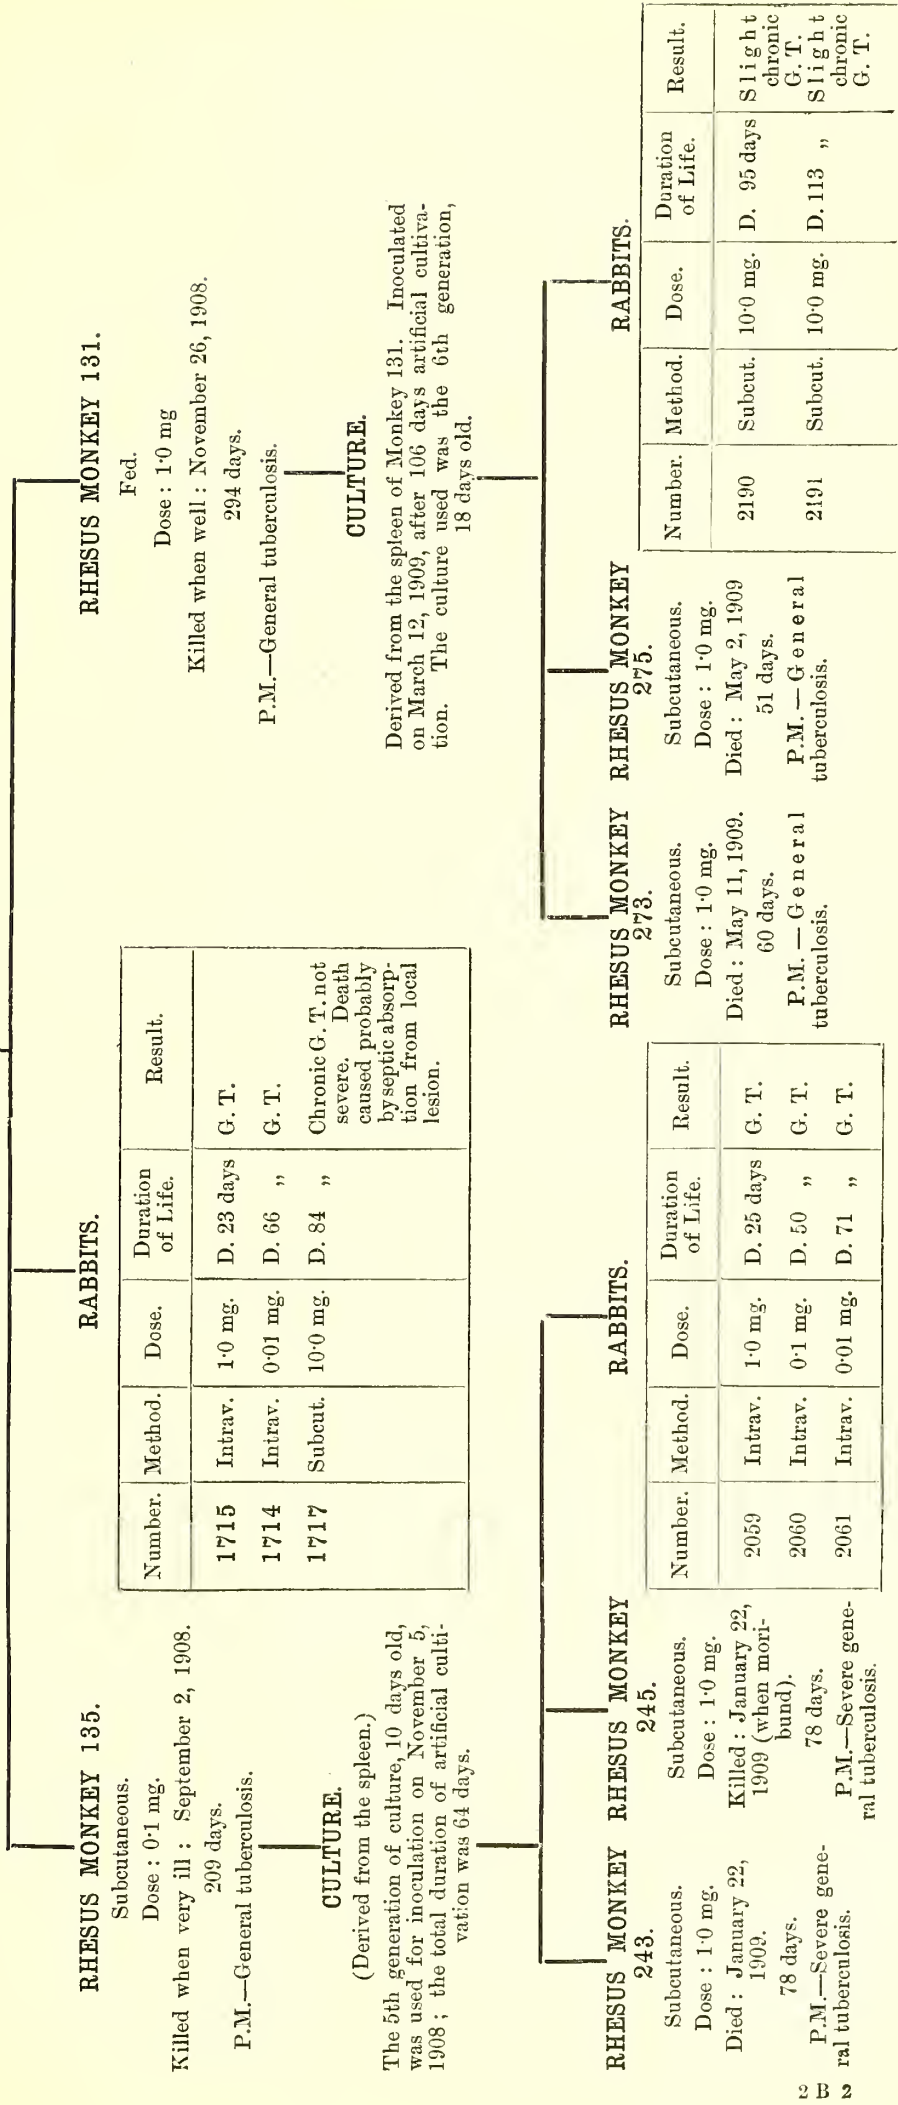 RHESUS MONKEY 135.
Subcutaneous.
Dose : 0·1 mg.
Killed when very ill : September 2, 1908.
209 days.
P.M.—General tuberculosis.
CULTURE.
(Derived from the spleen.)
The 5th generation of culture, 10 days old,
was used for inoculation on November 5,
1908 ; the total duration of artificial culti-
vation was 64 days.
RABBITS.
Number. Method. Dose. Duration of Life. Result.
1715 Intrav. 1·0 mg. D. 23 days G. T.
1714 Intrav. 0·01 mg. D. 66 „ G. T.
1717 Subcut. 10·0 mg. D. 84 „ Chronic G. T. not
severe. Death
caused probably
by septic absorp-
tion from local
lesion.
RHESUS MONKEY 131.
Fed.
Dose : 1·0 mg
Killed when well : November 26, 1908.
294 days.
P.M.—General tuberculosis.
CULTURE.
Derived from the spleen of Monkey 131. Inoculated
on March 12, 1909, after 106 days artificial cultiva-
tion. The culture used was the 6th generation,
18 days old.
RHESUS MONKEY
243.
Subcutaneous.
Dose : 1·0 mg.
Died : January 22,
1909.
78 days.
P.M.—Severe gene-
ral tuberculosis.
RHESUS MONKEY
245.
Subcutaneous.
Dose : 1·0 mg.
Killed : January 22,
1909 (when mori-
bund).
78 days.
P.M.—Severe gene-
ral tuberculosis.
RABBITS.
Number. Method. Dose. Duration of Life. Result.
2059 Intrav. 1·0 mg. D. 25 days G. T.
2060 Intrav. 0·1 mg. D. 50 „ G. T.
2061 Intrav. 0·01 mg. D. 71 „ G. T.
RHESUS MONKEY
273.
Subcutaneous.
Dose : 1·0 mg.
Died : May 11, 1909.
60 days.
P.M. — General
tuberculosis.
RHESUS MONKEY
275.
Subcutaneous.
Dose : 1·0 mg.
Died : May 2, 1909
51 days.
P.M. — General
tuberculosis.
RABBITS.
Number. Method. Dose. Duration of Life. Result.
2190 Subcut. 10·0 mg. D. 95 days Slight
chronic
G. T.
2191 Subcut. 10·0 mg. D. 113 „ Slight
chronic
G. T.
2 B 2